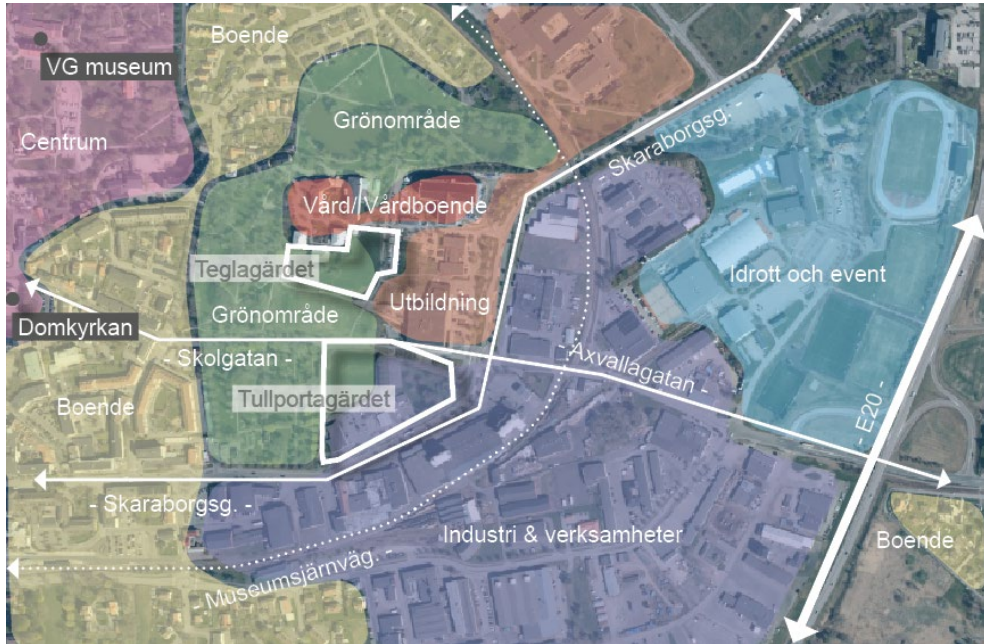 Boende
VG museum
Centrum
Grönområde
- Skaraborgsg. -
Vård/ Vårdboende
Teglagärdet
Utbildning
Idrott och event
Grönområde
Domkyrkan
- Skolgatan -
- Axvallagatan -
Boende
Tullportagärdet
- E20 -
- Skaraborgsg. -
Industri & verksamheter
Boende
- Museumsjärnväg. -